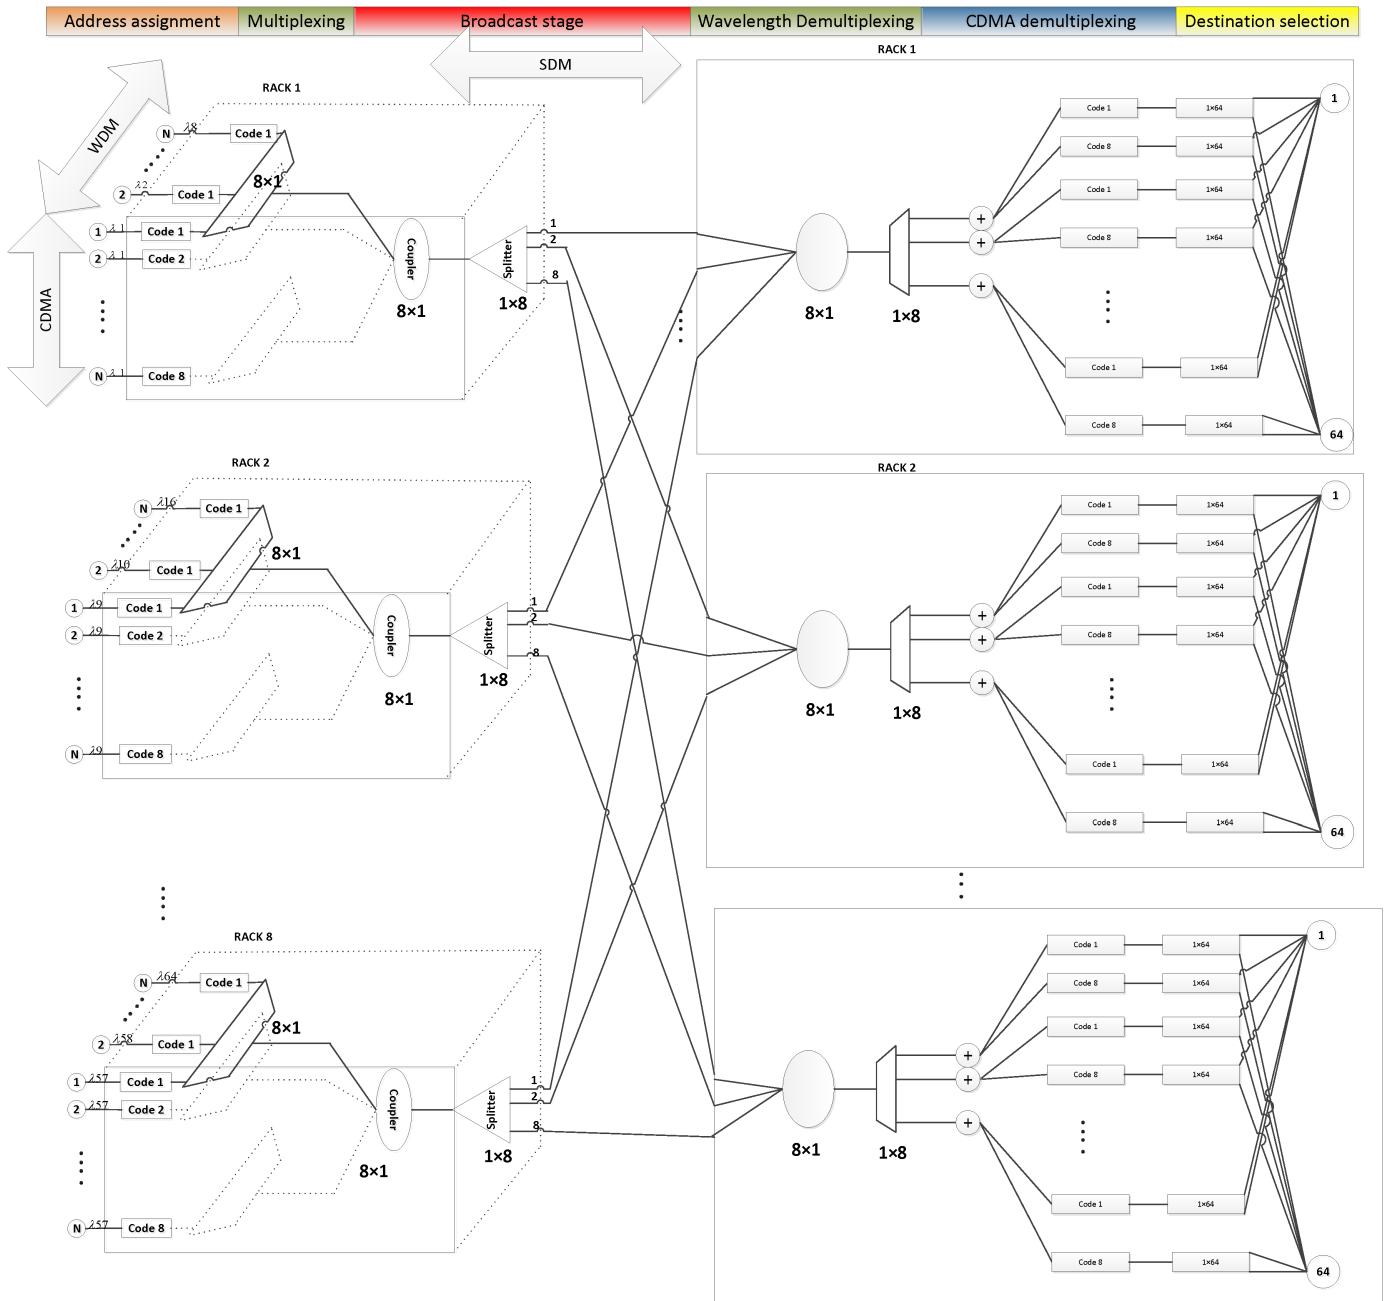 Address assignment
Multiplexing
Broadcast stage
Wavelength Demultiplexing
CDMA demultiplexing
Destination selection
SDM
WDM
CDMA
RACK 1
N
λ8
Code 1
2
λ2
Code 1
1
λ1
Code 1
2
λ1
Code 2
N
λ1
Code 8
8×1
Coupler
8×1
Splitter
1×8
1
2
8
RACK 1
8×1
1×8
+
+
+
Code 1
1×64
Code 8
1×64
Code 1
1×64
Code 8
1×64
Code 1
1×64
Code 8
1×64
1
64
RACK 2
N
λ16
Code 1
2
λ10
Code 1
1
λ9
Code 1
2
λ9
Code 2
N
λ9
Code 8
8×1
Coupler
8×1
Splitter
1×8
1
2
8
RACK 2
8×1
1×8
+
+
+
Code 1
1×64
Code 8
1×64
Code 1
1×64
Code 8
1×64
Code 1
1×64
Code 8
1×64
1
64
RACK 8
N
λ64
Code 1
2
λ58
Code 1
1
λ57
Code 1
2
λ57
Code 2
N
λ57
Code 8
8×1
Coupler
8×1
Splitter
1×8
1
2
8
8×1
1×8
+
+
+
Code 1
1×64
Code 8
1×64
Code 1
1×64
Code 8
1×64
Code 1
1×64
Code 8
1×64
1
64